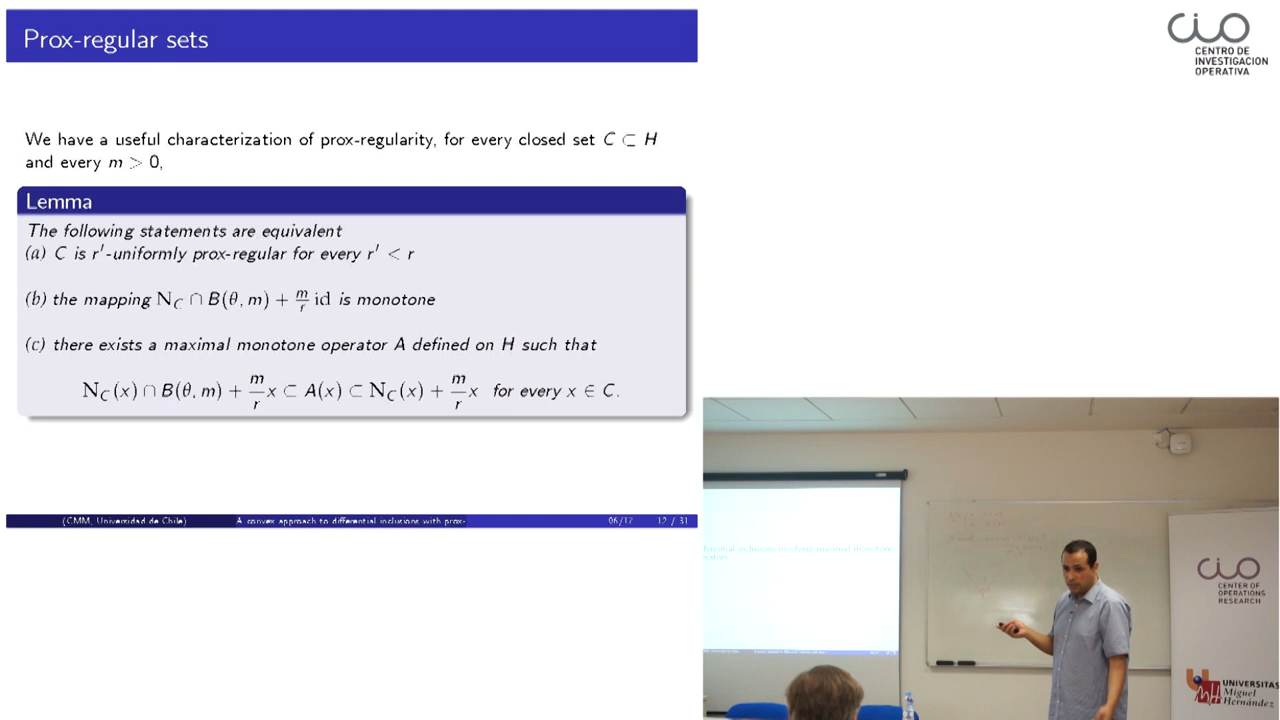 Prox-regular sets
We have a useful characterization of prox-regularity, for every closed set C ⊂ H
and every m > 0,
Lemma
The following statements are equivalent
(a) C is r′-uniformly prox-regular for every r′ < r
(b) the mapping N_C ∩ B(θ, m) + m/r id is monotone
(c) there exists a maximal monotone operator A defined on H such that
N_C(x) ∩ B(θ, m) + m/r x ⊂ A(x) ⊂ N_C(x) + m/r x for every x ∈ C.
(CMM, Universidad de Chile) A convex approach to differential inclusions with prox- 06/17 12 / 31
CIO
CENTRO DE
INVESTIGACION
OPERATIVA
CIO
CENTER OF
OPERATIONS
RESEARCH
UNIVERSITAS
Miguel
Hernández